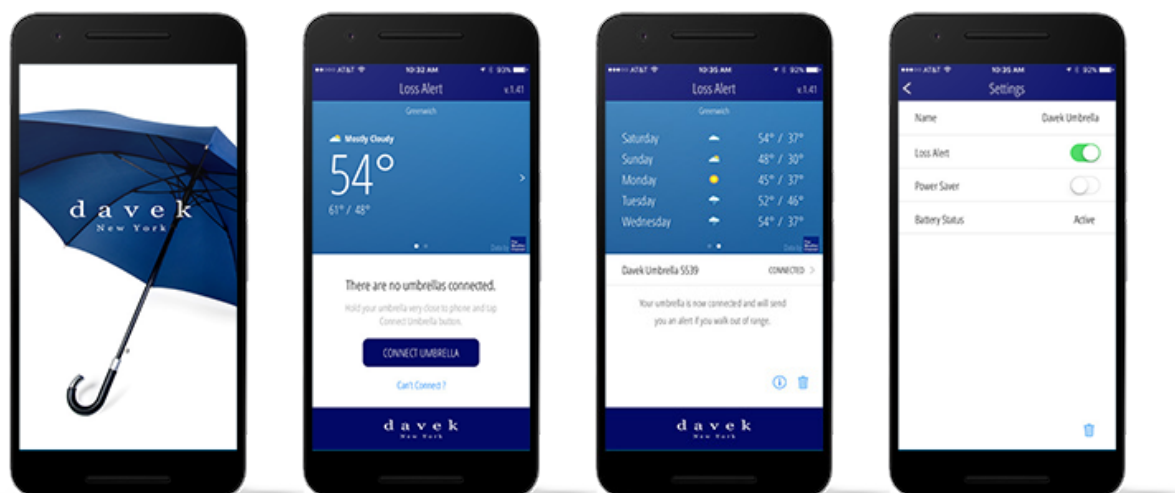 davek
New York
AT&T 10:32 AM 93%
Loss Alert v.1.41
Greenwich
Mostly Cloudy
54°
61° / 48°
Data by
There are no umbrellas connected.
Hold your umbrella very close to phone and tap
Connect Umbrella button.
CONNECT UMBRELLA
Can't Connect ?
davek
New York
AT&T 10:35 AM 92%
Loss Alert v.1.41
Greenwich
Saturday 54° / 37°
Sunday 48° / 30°
Monday 45° / 37°
Tuesday 52° / 46°
Wednesday 54° / 37°
Data by
Davek Umbrella 5539 CONNECTED >
Your umbrella is now connected and will send
you an alert if you walk out of range.
davek
New York
AT&T 10:35 AM 92%
Settings
Name Davek Umbrella
Loss Alert
Power Saver
Battery Status Active